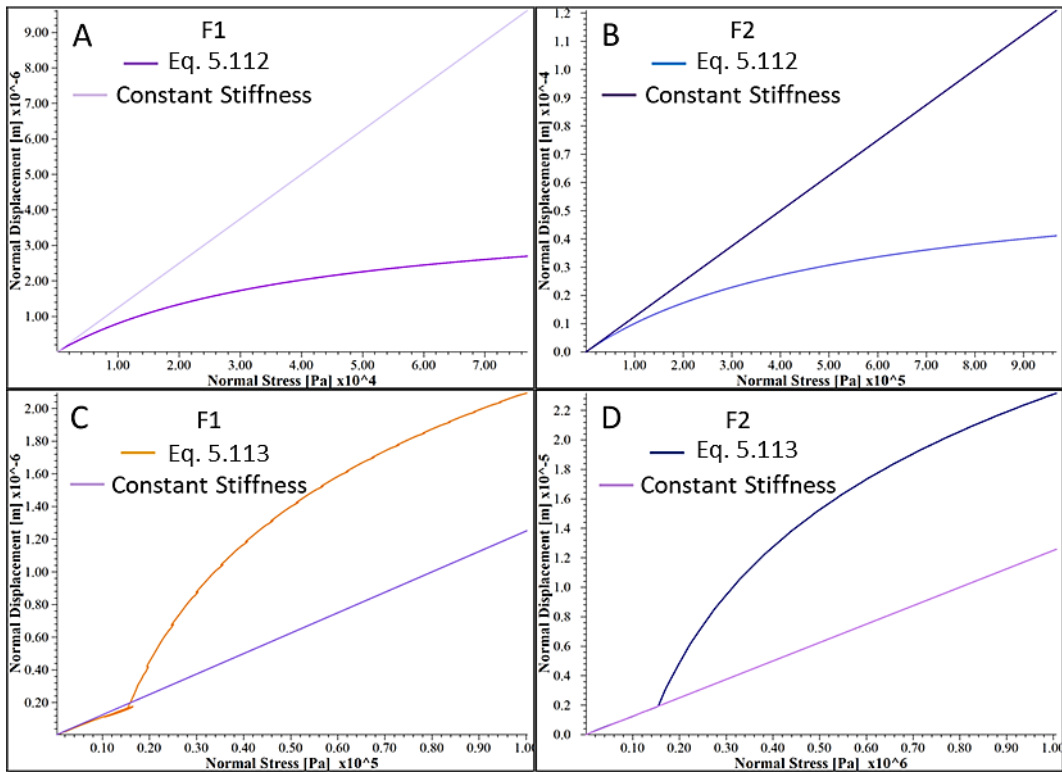 A
F1
Eq. 5.112
Constant Stiffness
Normal Displacement [m] x10^-6
9.00
8.00
7.00
6.00
5.00
4.00
3.00
2.00
1.00
1.00 2.00 3.00 4.00 5.00 6.00 7.00
Normal Stress [Pa] x10^4
B
F2
Eq. 5.112
Constant Stiffness
Normal Displacement [m] x10^-4
1.2
1.1
1.0
0.9
0.8
0.7
0.6
0.5
0.4
0.3
0.2
0.1
0.0
1.00 2.00 3.00 4.00 5.00 6.00 7.00 8.00 9.00
Normal Stress [Pa] x10^5
C
F1
Eq. 5.113
Constant Stiffness
Normal Displacement [m] x10^-6
2.00
1.80
1.60
1.40
1.20
1.00
0.80
0.60
0.40
0.20
0.10 0.20 0.30 0.40 0.50 0.60 0.70 0.80 0.90 1.00
Normal Stress [Pa] x10^5
D
F2
Eq. 5.113
Constant Stiffness
Normal Displacement [m] x10^-5
2.2
2.0
1.8
1.6
1.4
1.2
1.0
0.8
0.6
0.4
0.2
0.0
0.10 0.20 0.30 0.40 0.50 0.60 0.70 0.80 0.90 1.00
Normal Stress [Pa] x10^6